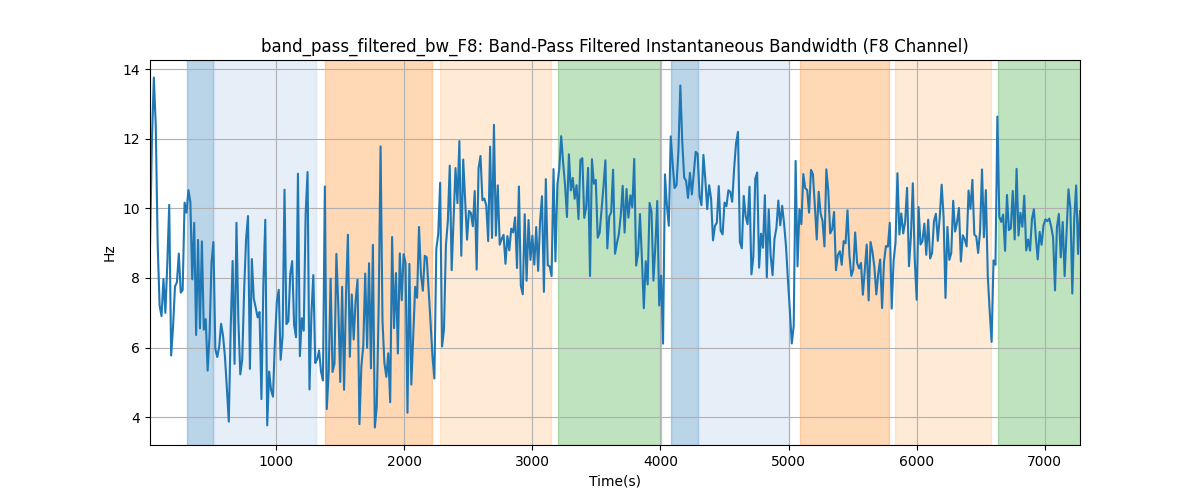 band_pass_filtered_bw_F8: Band-Pass Filtered Instantaneous Bandwidth (F8 Channel)
14
12
10
8
6
4
Hz
1000 2000 3000 4000 5000 6000 7000
Time(s)